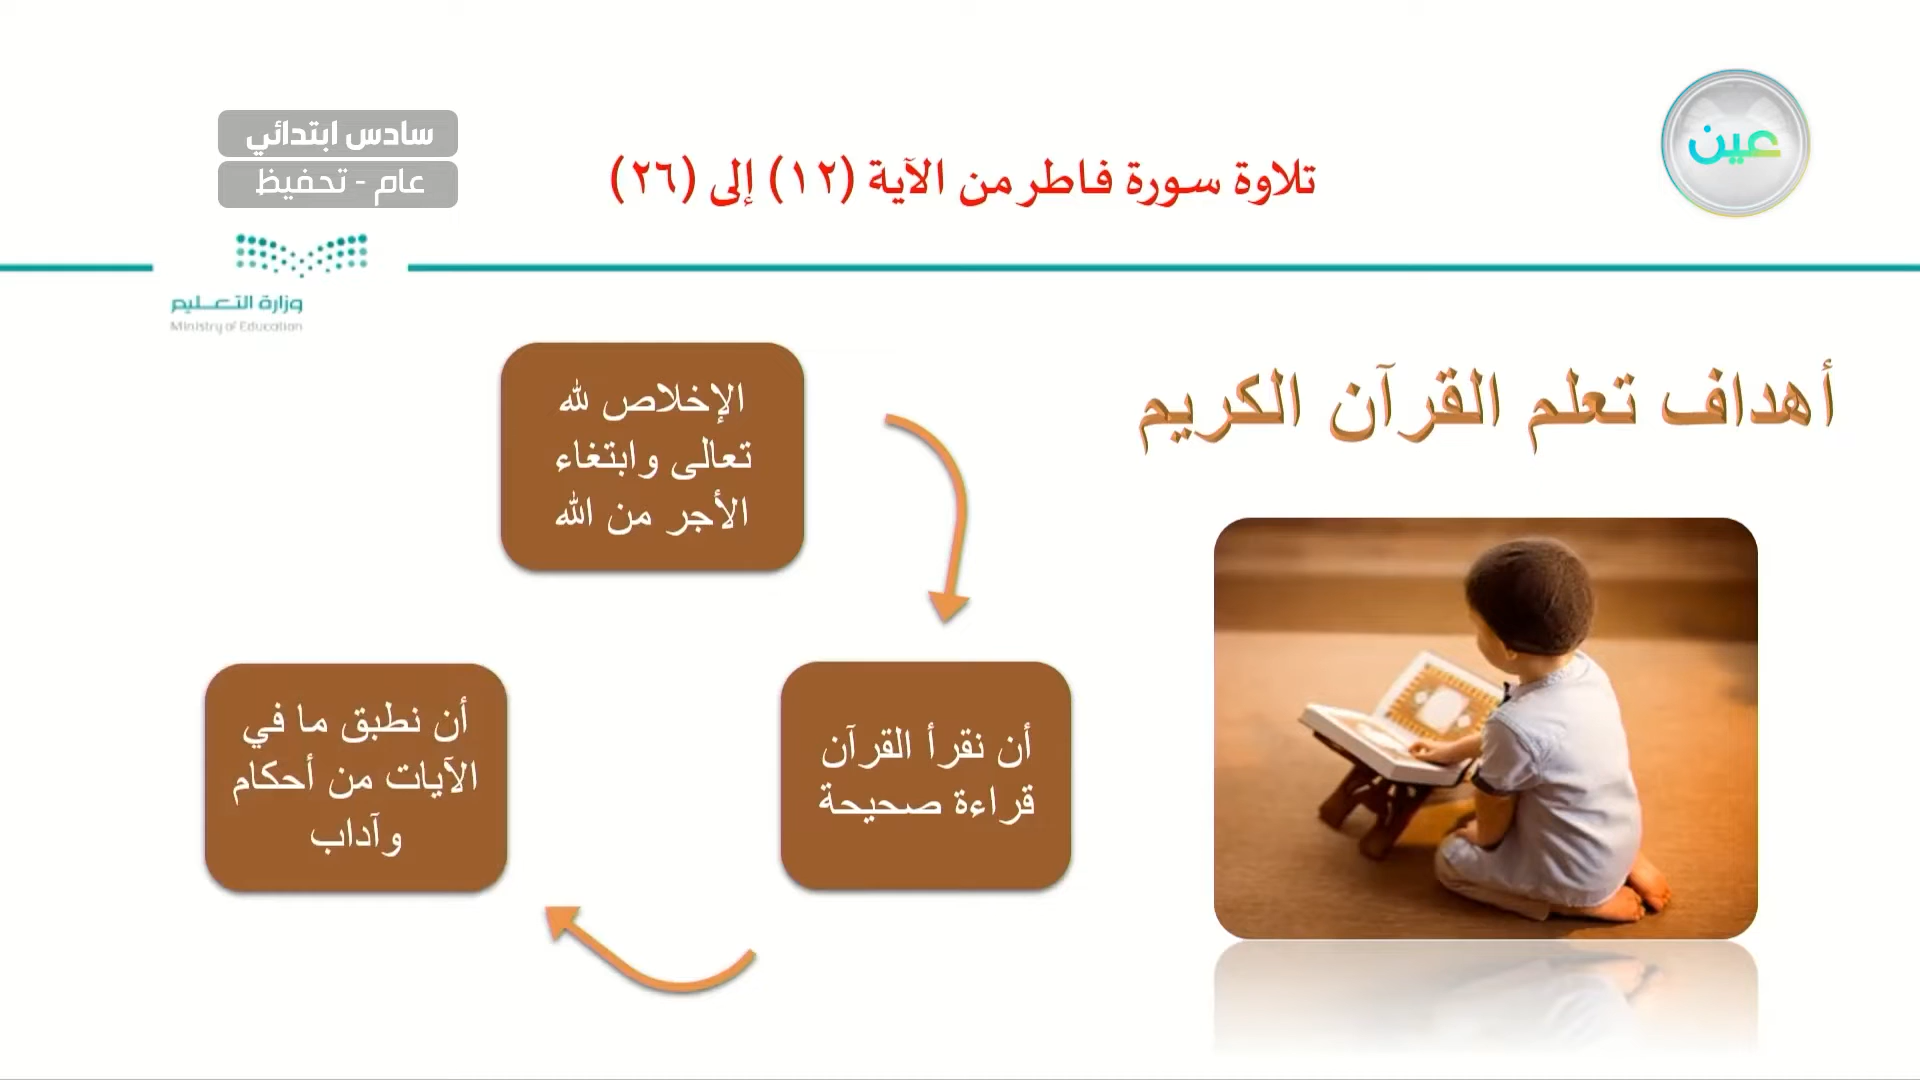 سادس ابتدائي
عام - تحفيظ
عين
تلاوة سورة فاطر من الآية (١٢) إلى (٢٦)
وزارة التعليم
Ministry of Education
أهداف تعلم القرآن الكريم
الإخلاص لله
تعالى وابتغاء
الأجر من الله
أن نقرأ القرآن
قراءة صحيحة
أن نطبق ما في
الآيات من أحكام
وآداب